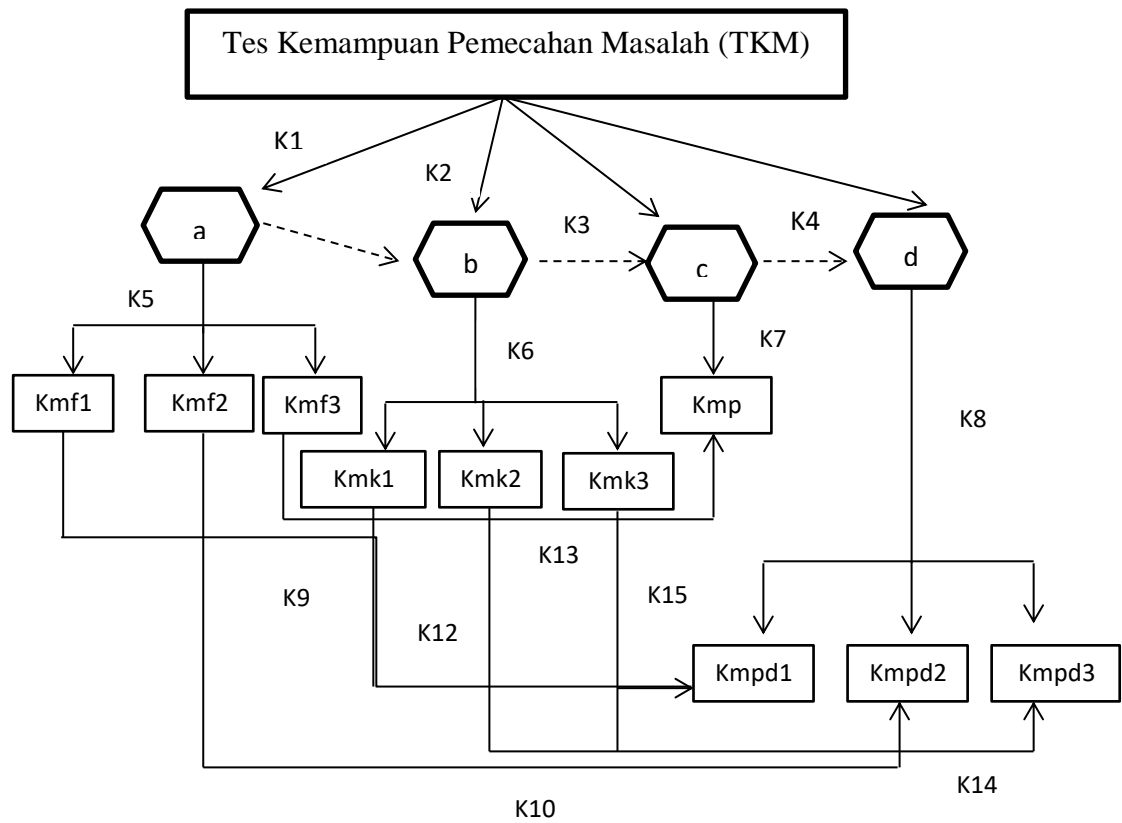 Tes Kemampuan Pemecahan Masalah (TKM)
K1
K2
K3
K4
a
b
c
d
K5
K6
K7
K8
Kmf1
Kmf2
Kmf3
Kmp
Kmk1
Kmk2
Kmk3
K13
K9
K15
K12
Kmpd1
Kmpd2
Kmpd3
K14
K10